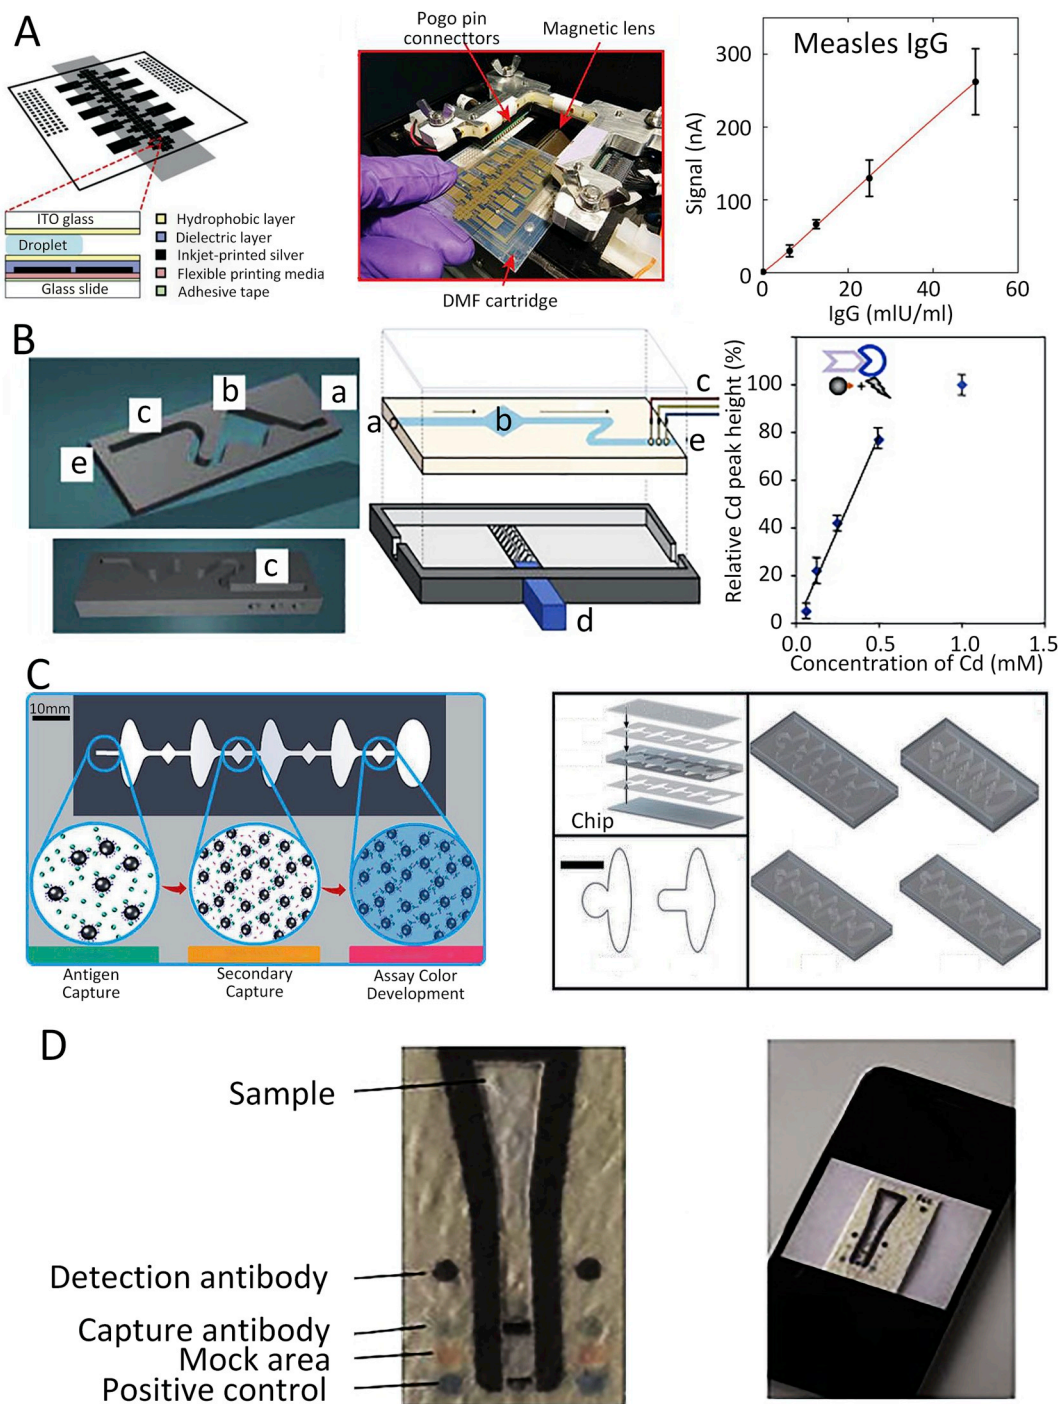 A
Pogo pin
connecttors
Magnetic lens
DMF cartridge
ITO glass
Droplet
Glass slide
Hydrophobic layer
Dielectric layer
Inkjet-printed silver
Flexible printing media
Adhesive tape
Measles IgG
Signal (nA)
300
200
100
0
0
20
40
60
IgG (mIU/ml)
B
a
b
c
e
c
a
b
c
e
d
Relative Cd peak height (%)
100
80
60
40
20
0
0.0
0.5
1.0
1.5
Concentration of Cd (mM)
C
10mm
Antigen
Capture
Secondary
Capture
Assay Color
Development
Chip
D
Sample
Detection antibody
Capture antibody
Mock area
Positive control